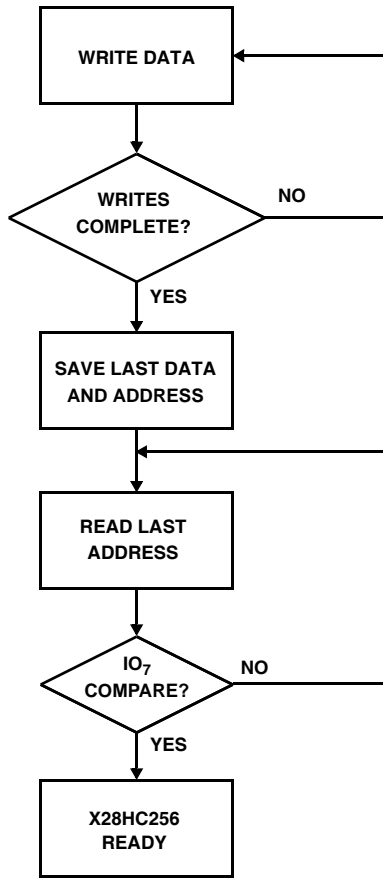 WRITE DATA
WRITES
COMPLETE?
NO
YES
SAVE LAST DATA
AND ADDRESS
READ LAST
ADDRESS
IO₇
COMPARE?
NO
YES
X28HC256
READY